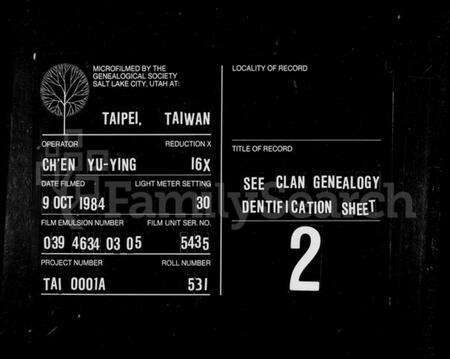 MICROFILMED BY THE
GENEALOGICAL SOCIETY
SALT LAKE CITY, UTAH AT:
TAIPEI, TAIWAN
OPERATOR REDUCTION X
CH'EN YU-YING 16X
DATE FILMED LIGHT METER SETTING
9 OCT 1984 30
FILM EMULSION NUMBER FILM UNIT SER. NO.
039 4634 03 05 5435
PROJECT NUMBER ROLL NUMBER
TAI 0001A 531
LOCALITY OF RECORD
TITLE OF RECORD
SEE CLAN GENEALOGY
DENTIFICATION SHEET
2
FamilySearch